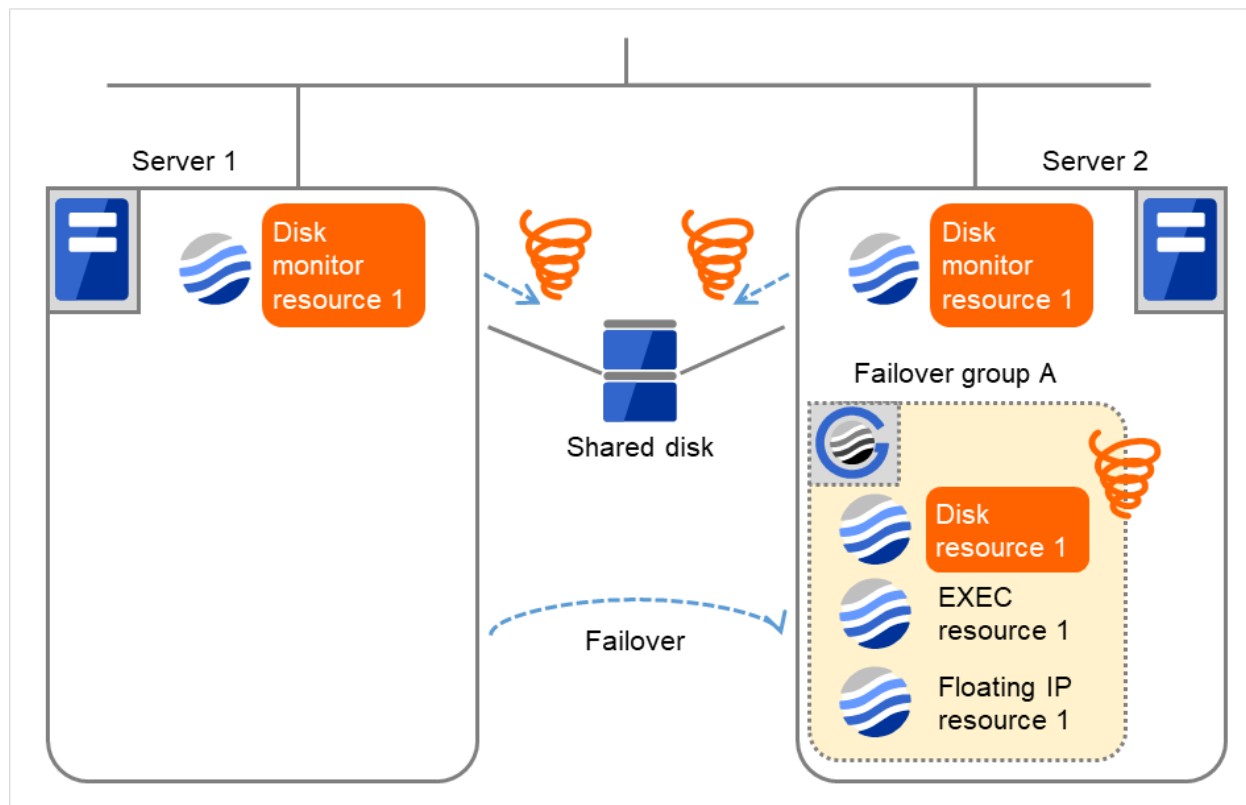 Server 1
Server 2
Disk
monitor
resource 1
Disk
monitor
resource 1
Shared disk
Failover group A
Disk
resource 1
EXEC
resource 1
Failover
Floating IP
resource 1